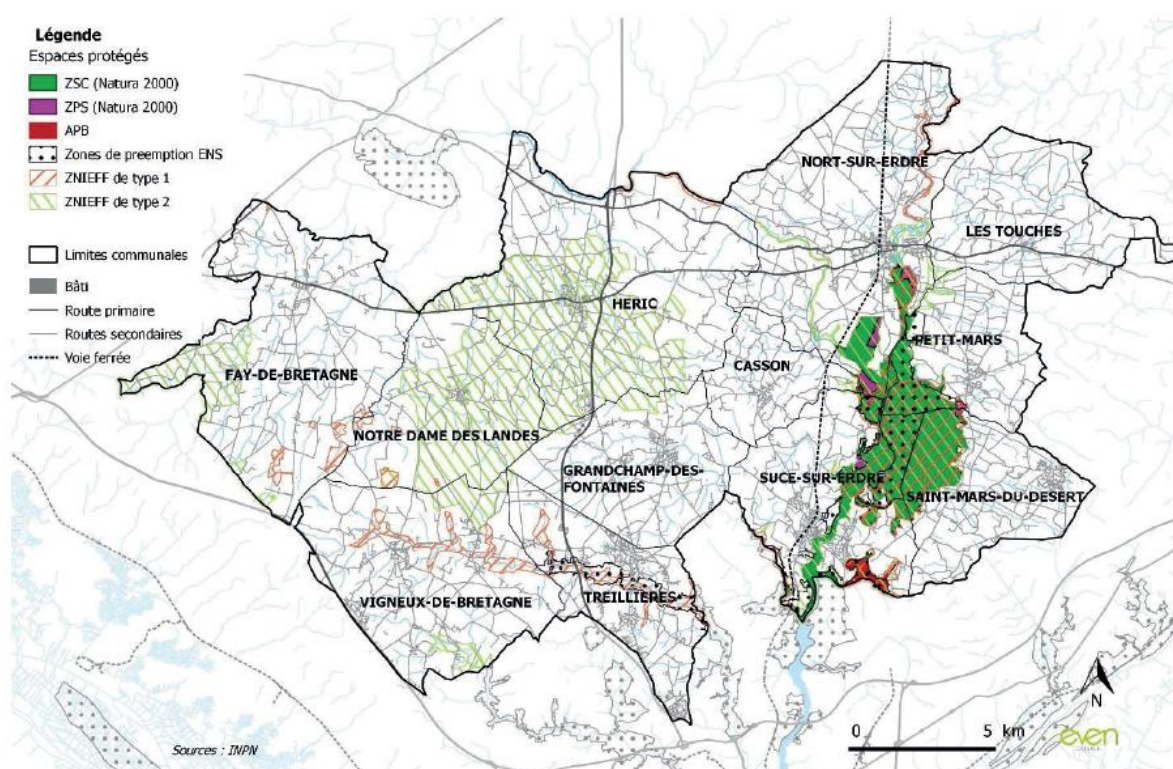 Légende
Espaces protégés
ZSC (Natura 2000)
ZPS (Natura 2000)
APB
Zones de preemption ENS
ZNIEFF de type 1
ZNIEFF de type 2
Limites communales
Bâti
Route primaire
Routes secondaires
Voie ferrée
NORT-SUR-ERDRE
LES TOUCHES
HERIC
PETIT-MARS
CASSON
FAY-DE-BRETAGNE
NOTRE DAME DES LANDES
GRANDCHAMP-DES-
FONTAINES
SUCE-SUR-ERDRE
SAINT-MARS-DU-DESERT
VIGNEUX-DE-BRETAGNE
TREILLIERES
N
0 5 km
Sources : INPN
even